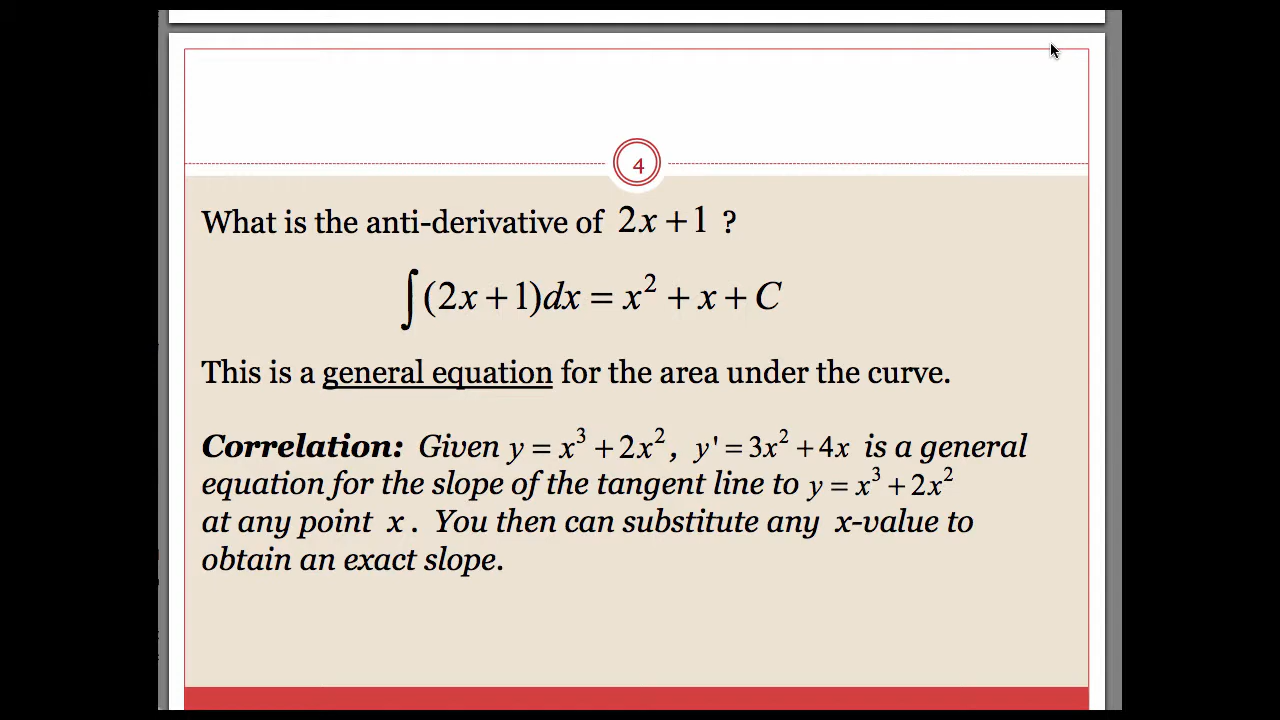 4
What is the anti-derivative of 2x + 1 ?
∫(2x + 1)dx = x² + x + C
This is a general equation for the area under the curve.
Correlation: Given y = x³ + 2x², y' = 3x² + 4x is a general
equation for the slope of the tangent line to y = x³ + 2x²
at any point x. You then can substitute any x-value to
obtain an exact slope.